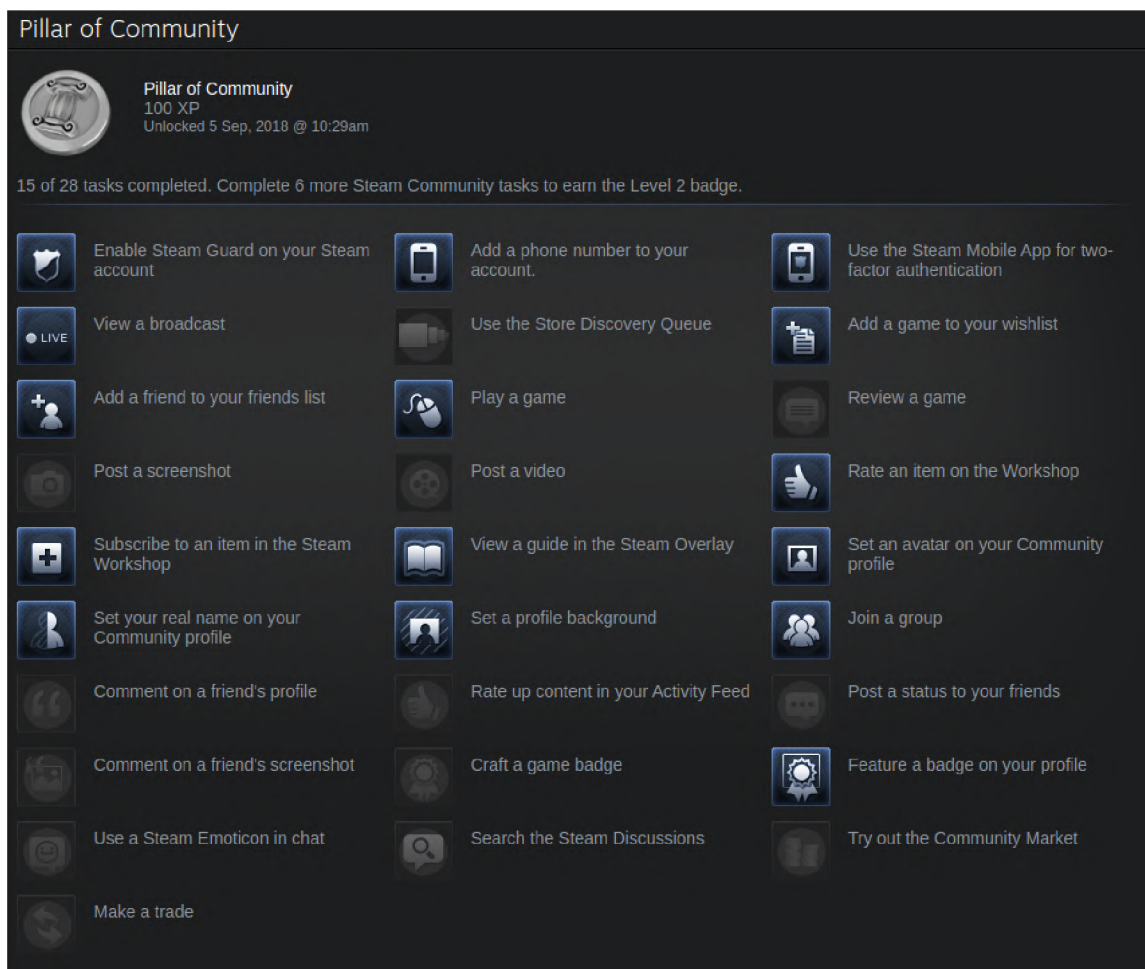 Pillar of Community
Pillar of Community
100 XP
Unlocked 5 Sep, 2018 @ 10:29am
15 of 28 tasks completed. Complete 6 more Steam Community tasks to earn the Level 2 badge.
Enable Steam Guard on your Steam
account
Add a phone number to your
account.
Use the Steam Mobile App for two-
factor authentication
LIVE
View a broadcast
Use the Store Discovery Queue
Add a game to your wishlist
Add a friend to your friends list
Play a game
Review a game
Post a screenshot
Post a video
Rate an item on the Workshop
Subscribe to an item in the Steam
Workshop
View a guide in the Steam Overlay
Set an avatar on your Community
profile
Set your real name on your
Community profile
Set a profile background
Join a group
Comment on a friend's profile
Rate up content in your Activity Feed
Post a status to your friends
Comment on a friend's screenshot
Craft a game badge
Feature a badge on your profile
Use a Steam Emoticon in chat
Search the Steam Discussions
Try out the Community Market
Make a trade